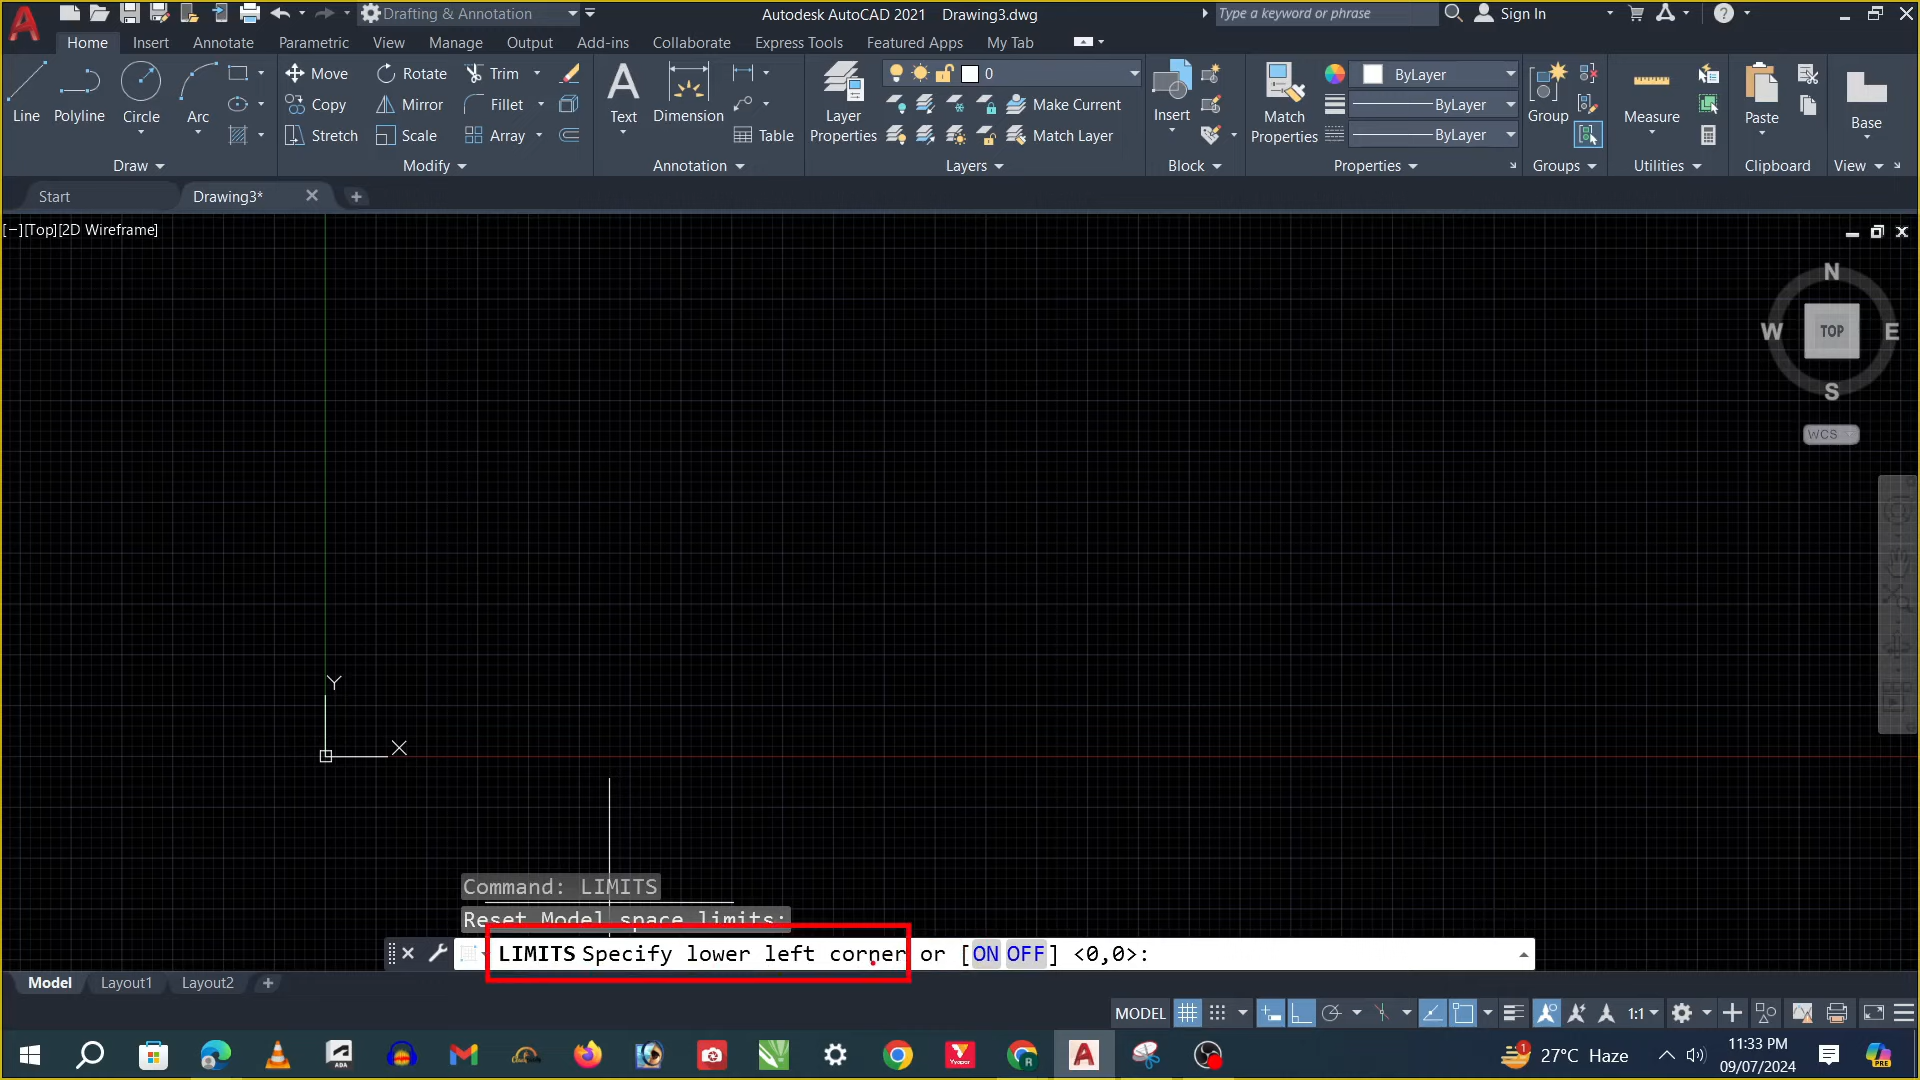 Drafting & Annotation
Autodesk AutoCAD 2021 Drawing3.dwg
Type a keyword or phrase
Sign In
Home Insert Annotate Parametric View Manage Output Add-ins Collaborate Express Tools Featured Apps My Tab
Line Polyline Circle Arc
Draw
Move Rotate Trim
Copy Mirror Fillet
Stretch Scale Array
Modify
Text Dimension Table
Annotation
Layer Properties
0
Make Current
Match Layer
Layers
Insert
Block
Match Properties
ByLayer
ByLayer
ByLayer
Properties
Group
Groups
Measure
Utilities
Paste
Clipboard
Base
View
Start Drawing3*
[−][Top][2D Wireframe]
N
W TOP E
S
WCS
Y
X
Command: LIMITS
Reset Model space limits:
LIMITS Specify lower left corner or [ON OFF] <0,0>:
Model Layout1 Layout2
MODEL 1:1
27°C Haze
11:33 PM
09/07/2024
ADA
Vyapar
R
1
PRE